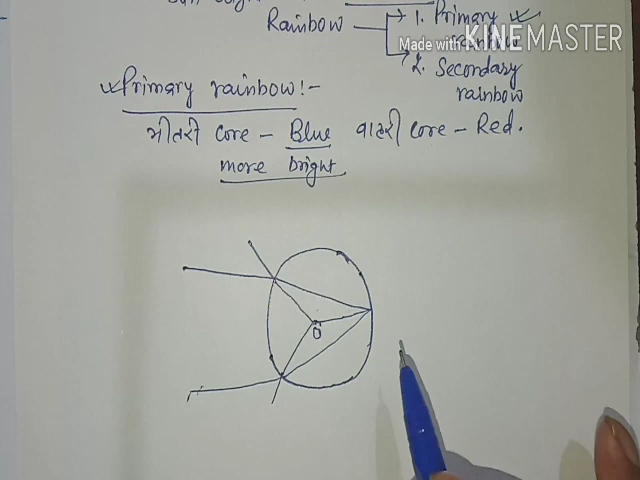 Rainbow
1. Primary
rainbow
2. Secondary
rainbow
Made with KINEMASTER
Primary rainbow:-
भीतरी core - Blue बाहरी core - Red.
more bright
O